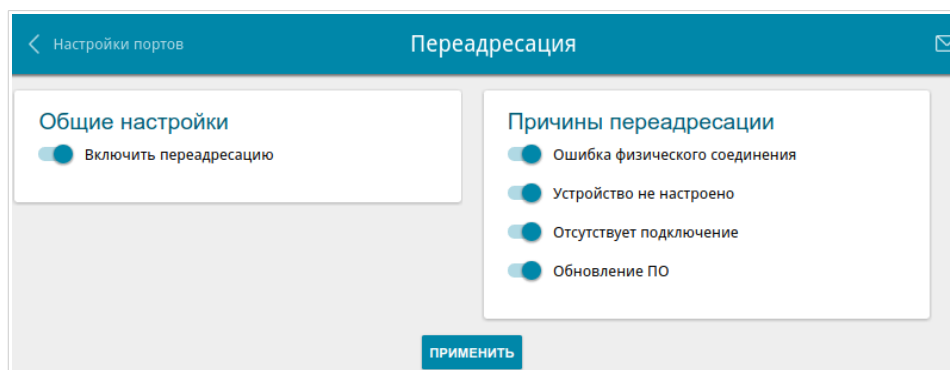 Настройки портов
Переадресация
Общие настройки
Включить переадресацию
Причины переадресации
Ошибка физического соединения
Устройство не настроено
Отсутствует подключение
Обновление ПО
ПРИМЕНИТЬ